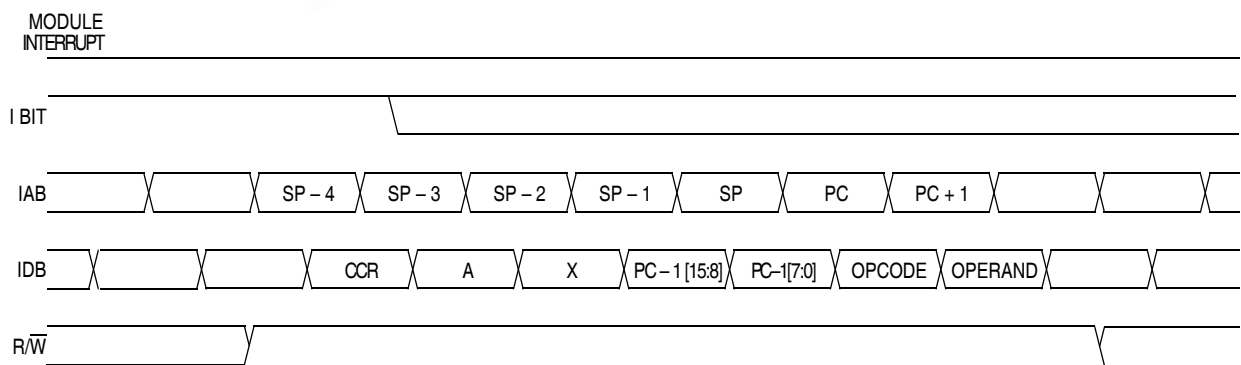 MODULE
INTERRUPT
I BIT
IAB SP – 4 SP – 3 SP – 2 SP – 1 SP PC PC + 1
IDB CCR A X PC – 1 [15:8] PC–1[7:0] OPCODE OPERAND
R/W̅